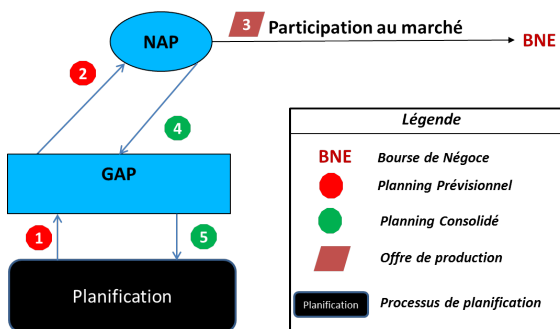 3 Participation au marché
NAP
BNE
2
4
GAP
1
5
Planification
Légende
BNE Bourse de Négoce
Planning Prévisionnel
Planning Consolidé
Offre de production
Planification Processus de planification